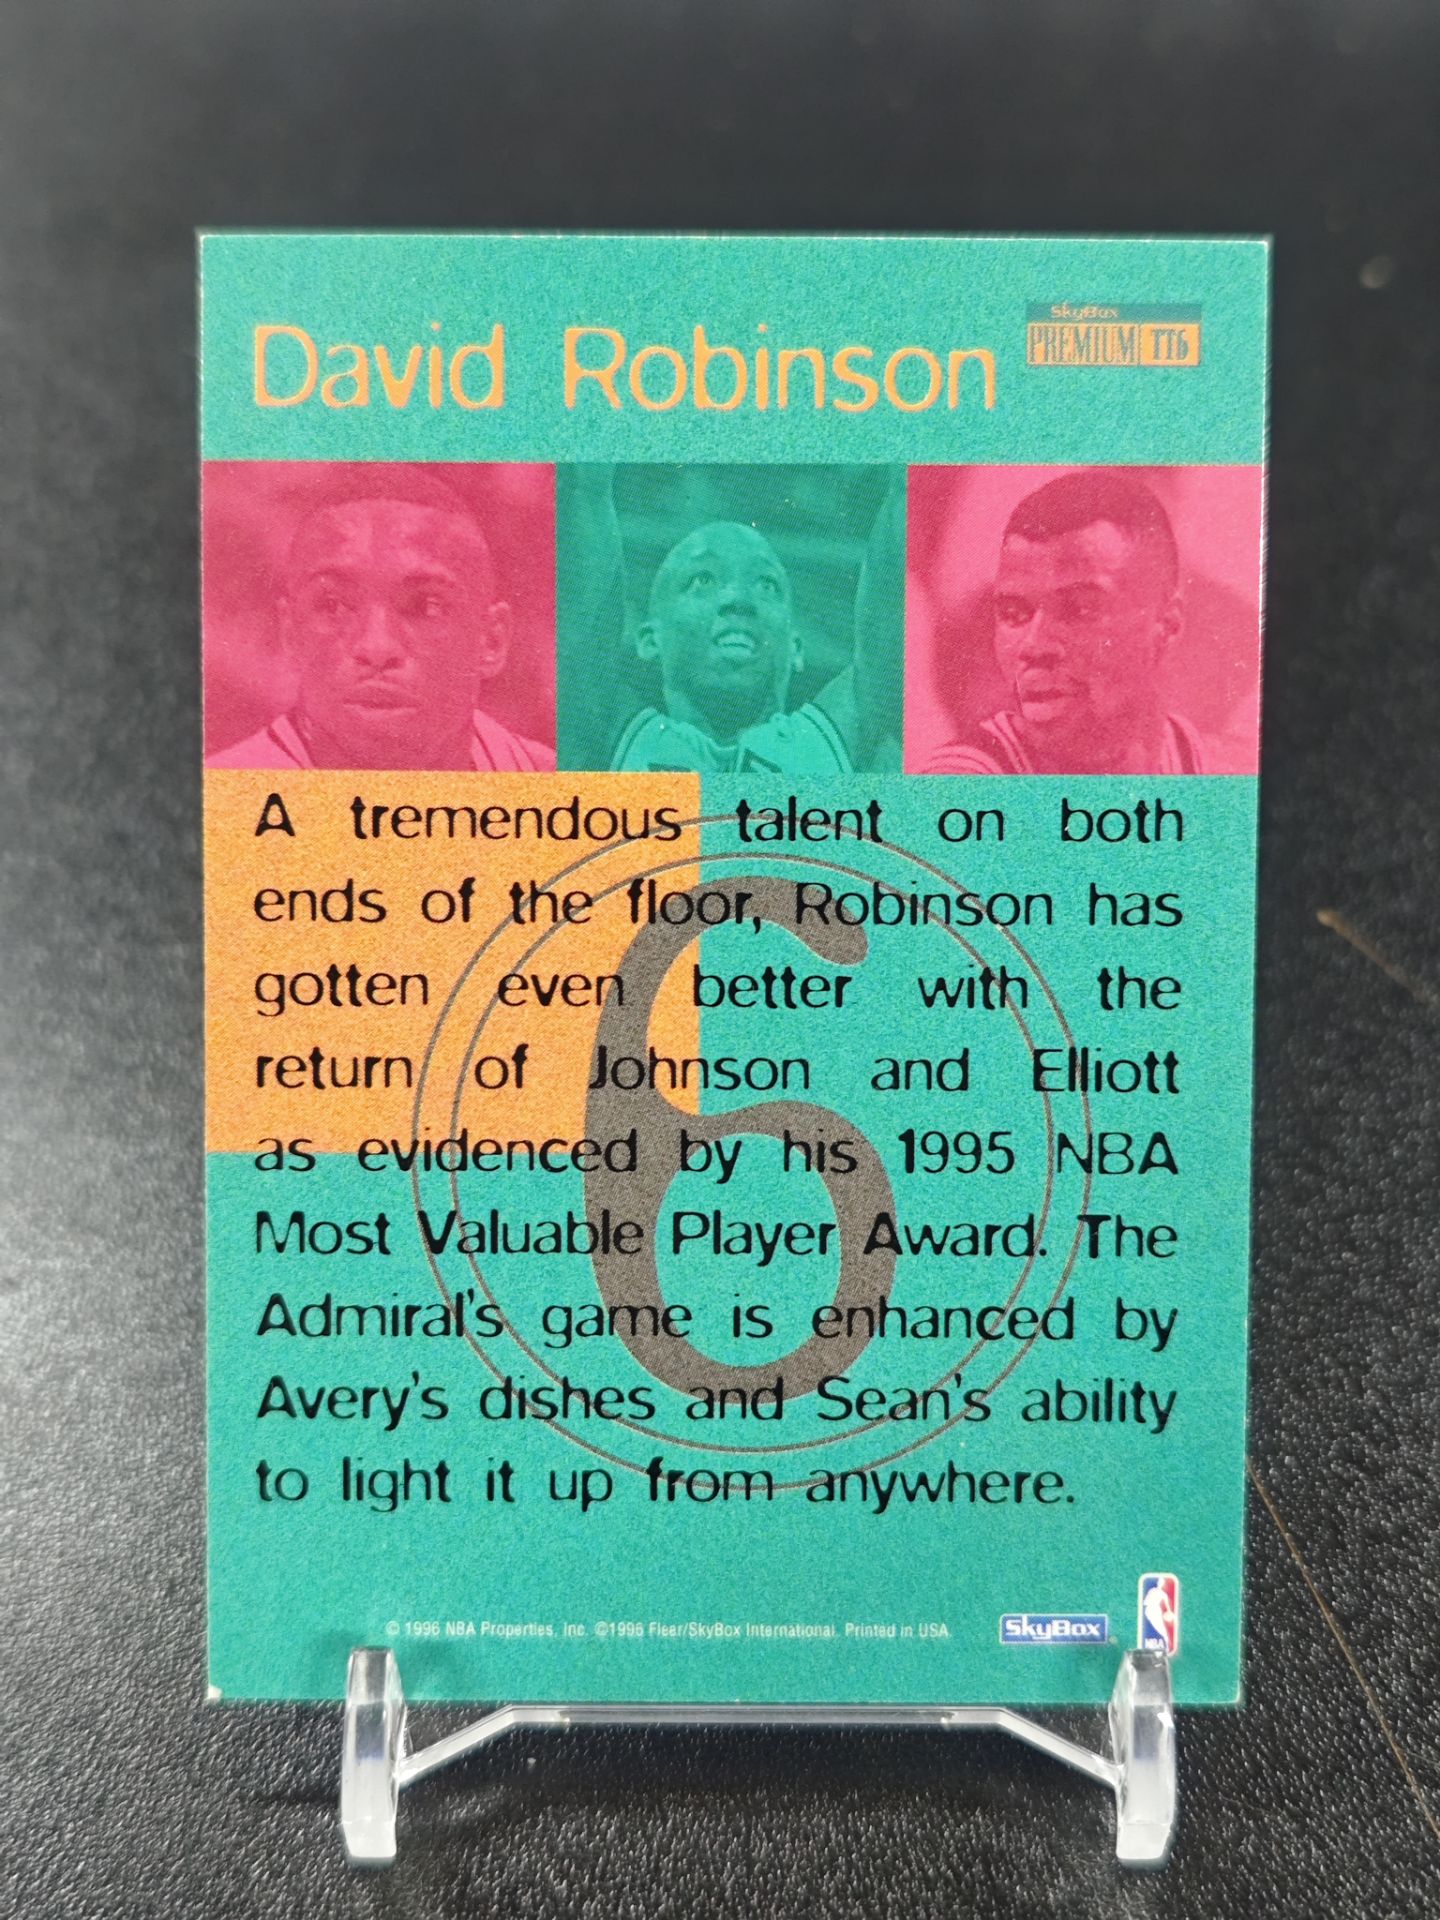 David Robinson
SkyBox
PREMIUM TT6
A tremendous talent on both
ends of the floor, Robinson has
gotten even better with the
return of Johnson and Elliott
as evidenced by his 1995 NBA
Most Valuable Player Award. The
Admiral's game is enhanced by
Avery's dishes and Sean's ability
to light it up from anywhere.
6
© 1996 NBA Properties, Inc. ©1996 Fleer/SkyBox International. Printed in USA.
SkyBox
NBA